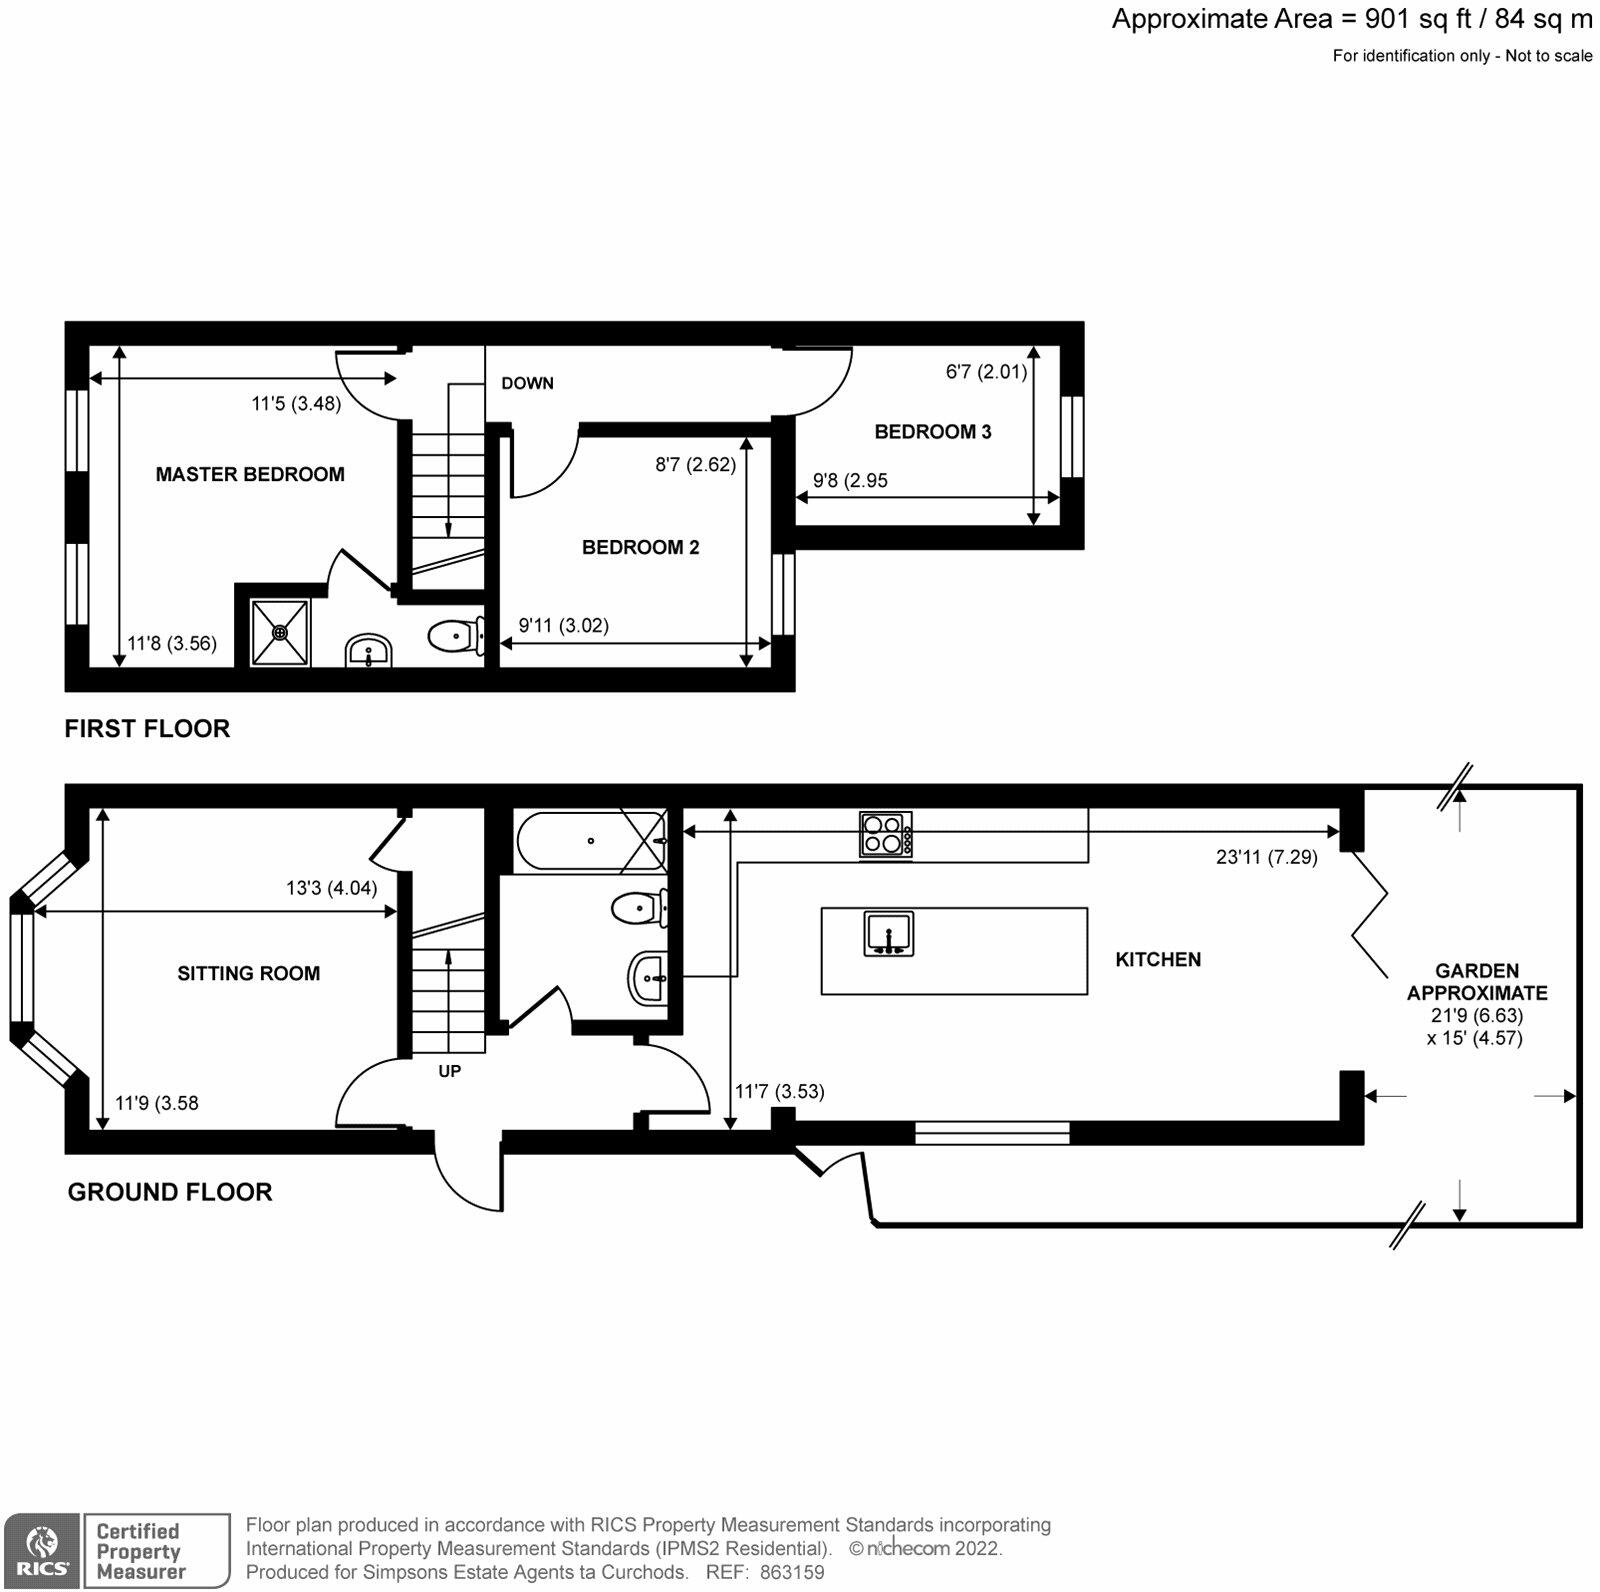 Approximate Area = 901 sq ft / 84 sq m
For identification only - Not to scale
6'7 (2.01)
DOWN
11'5 (3.48)
BEDROOM 3
8'7 (2.62)
MASTER BEDROOM
9'8 (2.95
BEDROOM 2
9'11 (3.02)
11'8 (3.56)
FIRST FLOOR
23'11 (7.29)
13'3 (4.04)
KITCHEN
SITTING ROOM
GARDEN
APPROXIMATE
21'9 (6.63)
x 15' (4.57)
UP
11'7 (3.53)
11'9 (3.58
GROUND FLOOR
RICS
Certified
Property
Measurer
Floor plan produced in accordance with RICS Property Measurement Standards incorporating
International Property Measurement Standards (IPMS2 Residential). © nichecom 2022.
Produced for Simpsons Estate Agents ta Curchods. REF: 863159